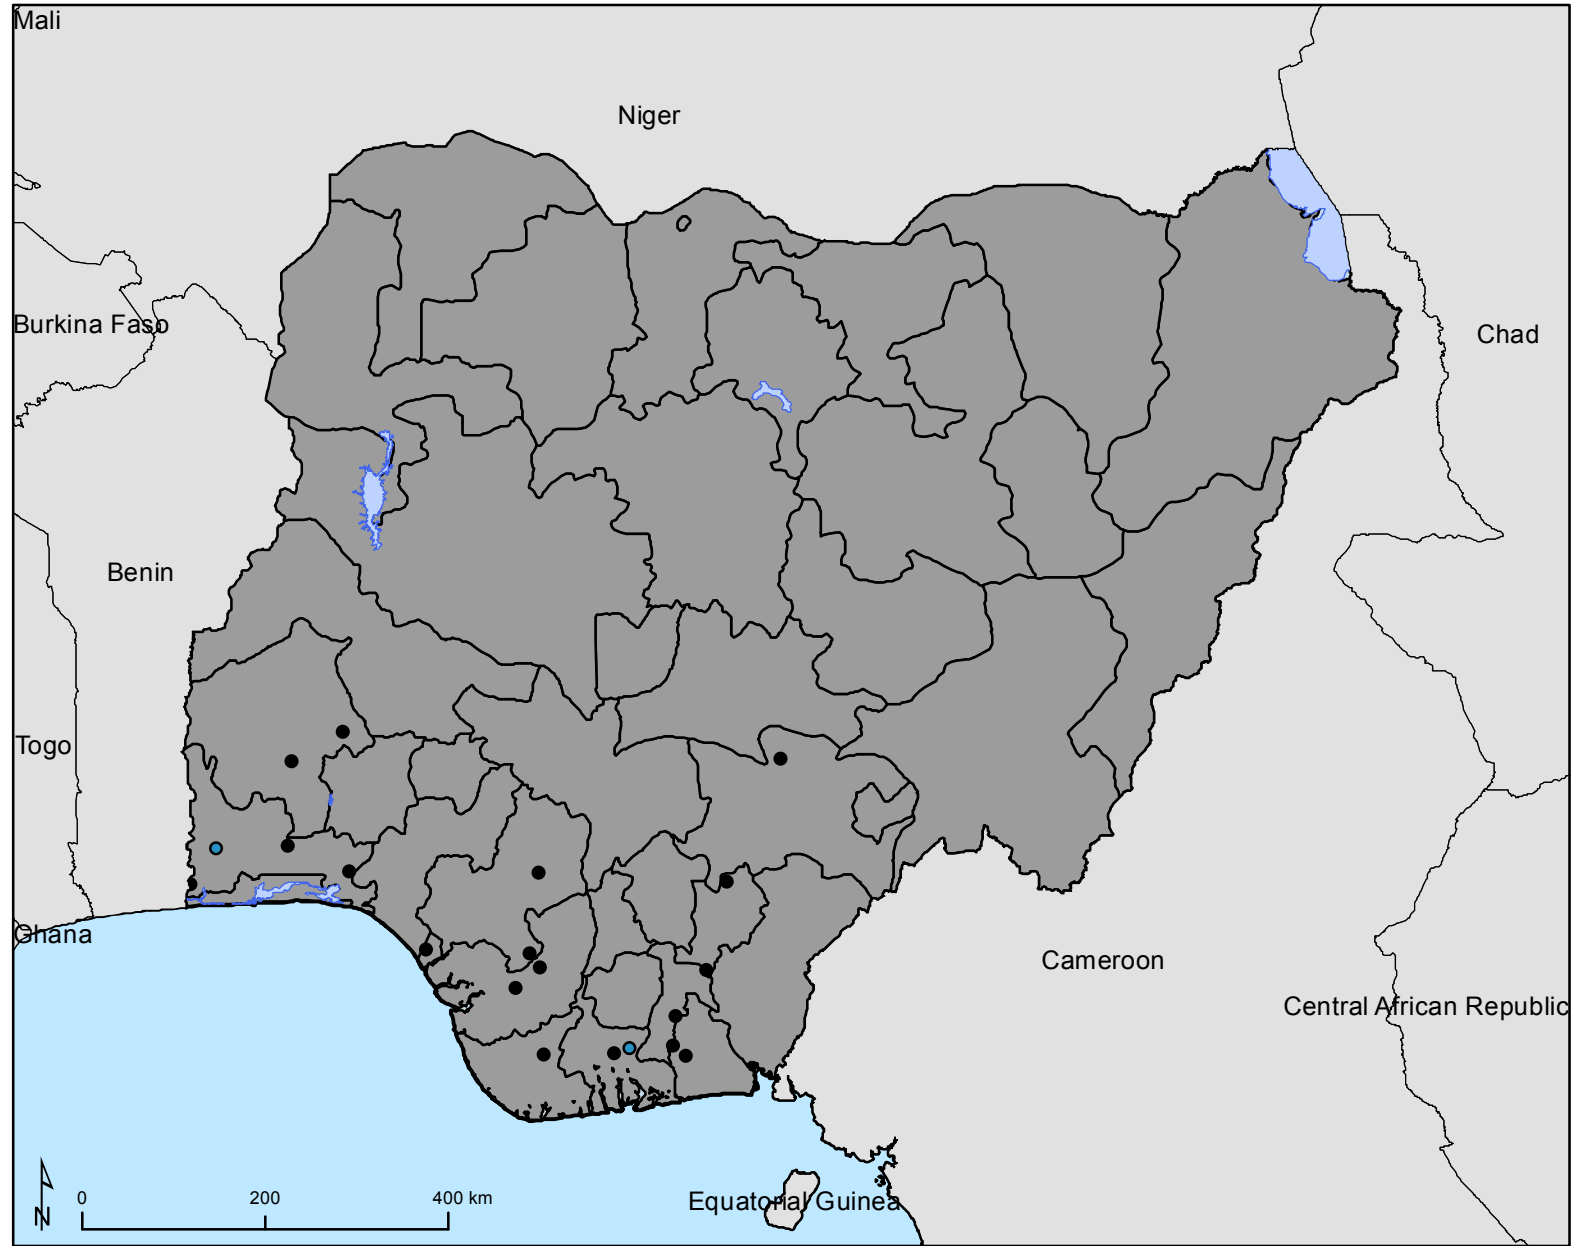 Mali
Niger
Burkina Faso
Chad
Benin
Togo
Ghana
Cameroon
Central African Republic
Equatorial Guinea
0 200 400 km
N